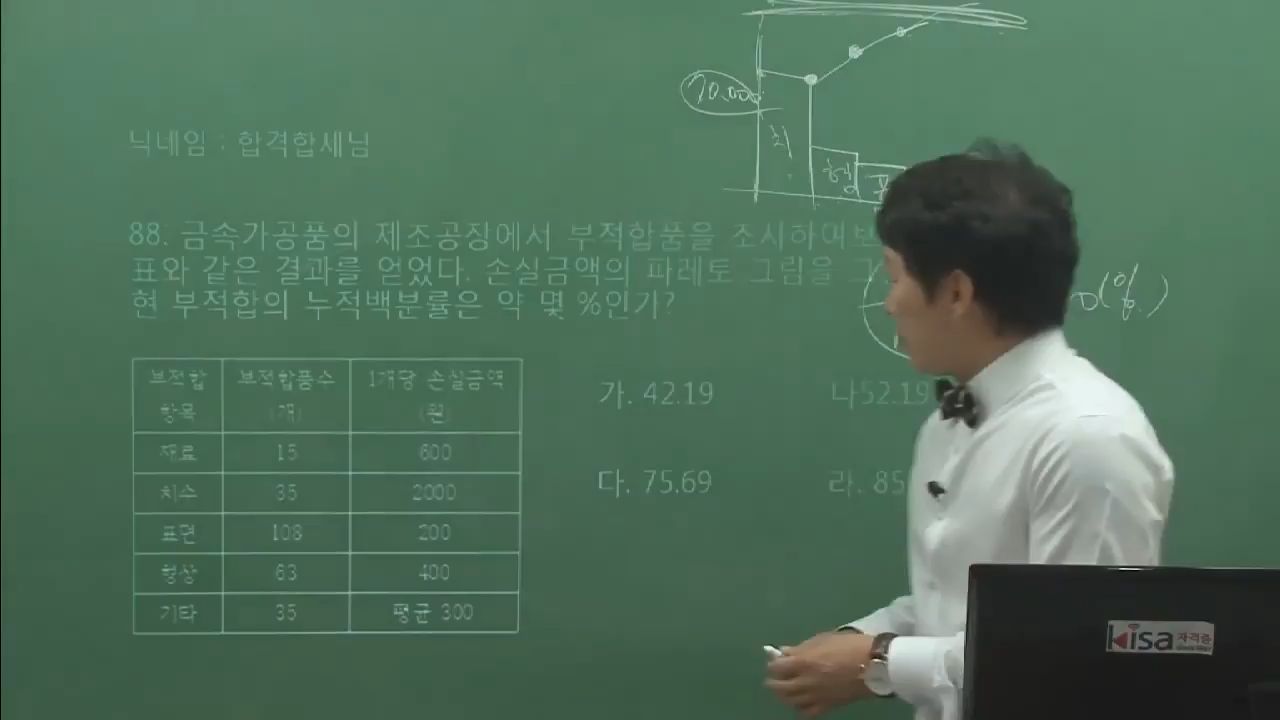 70.000
치
형
표
닉네임 : 합격합세님
88. 금속가공품의 제조공장에서 부적합품을 조사하여보
표와 같은 결과를 얻었다. 손실금액의 파레토 그림을 그
현 부적합의 누적백분률은 약 몇 %인가?
(%)
부적합 항목 부적합품수 (개) 1개당 손실금액 (원)
재료 15 600
치수 35 2000
표면 108 200
형상 63 400
기타 35 평균 300
가. 42.19 나52.19
다. 75.69 라. 85
kisa 자격증